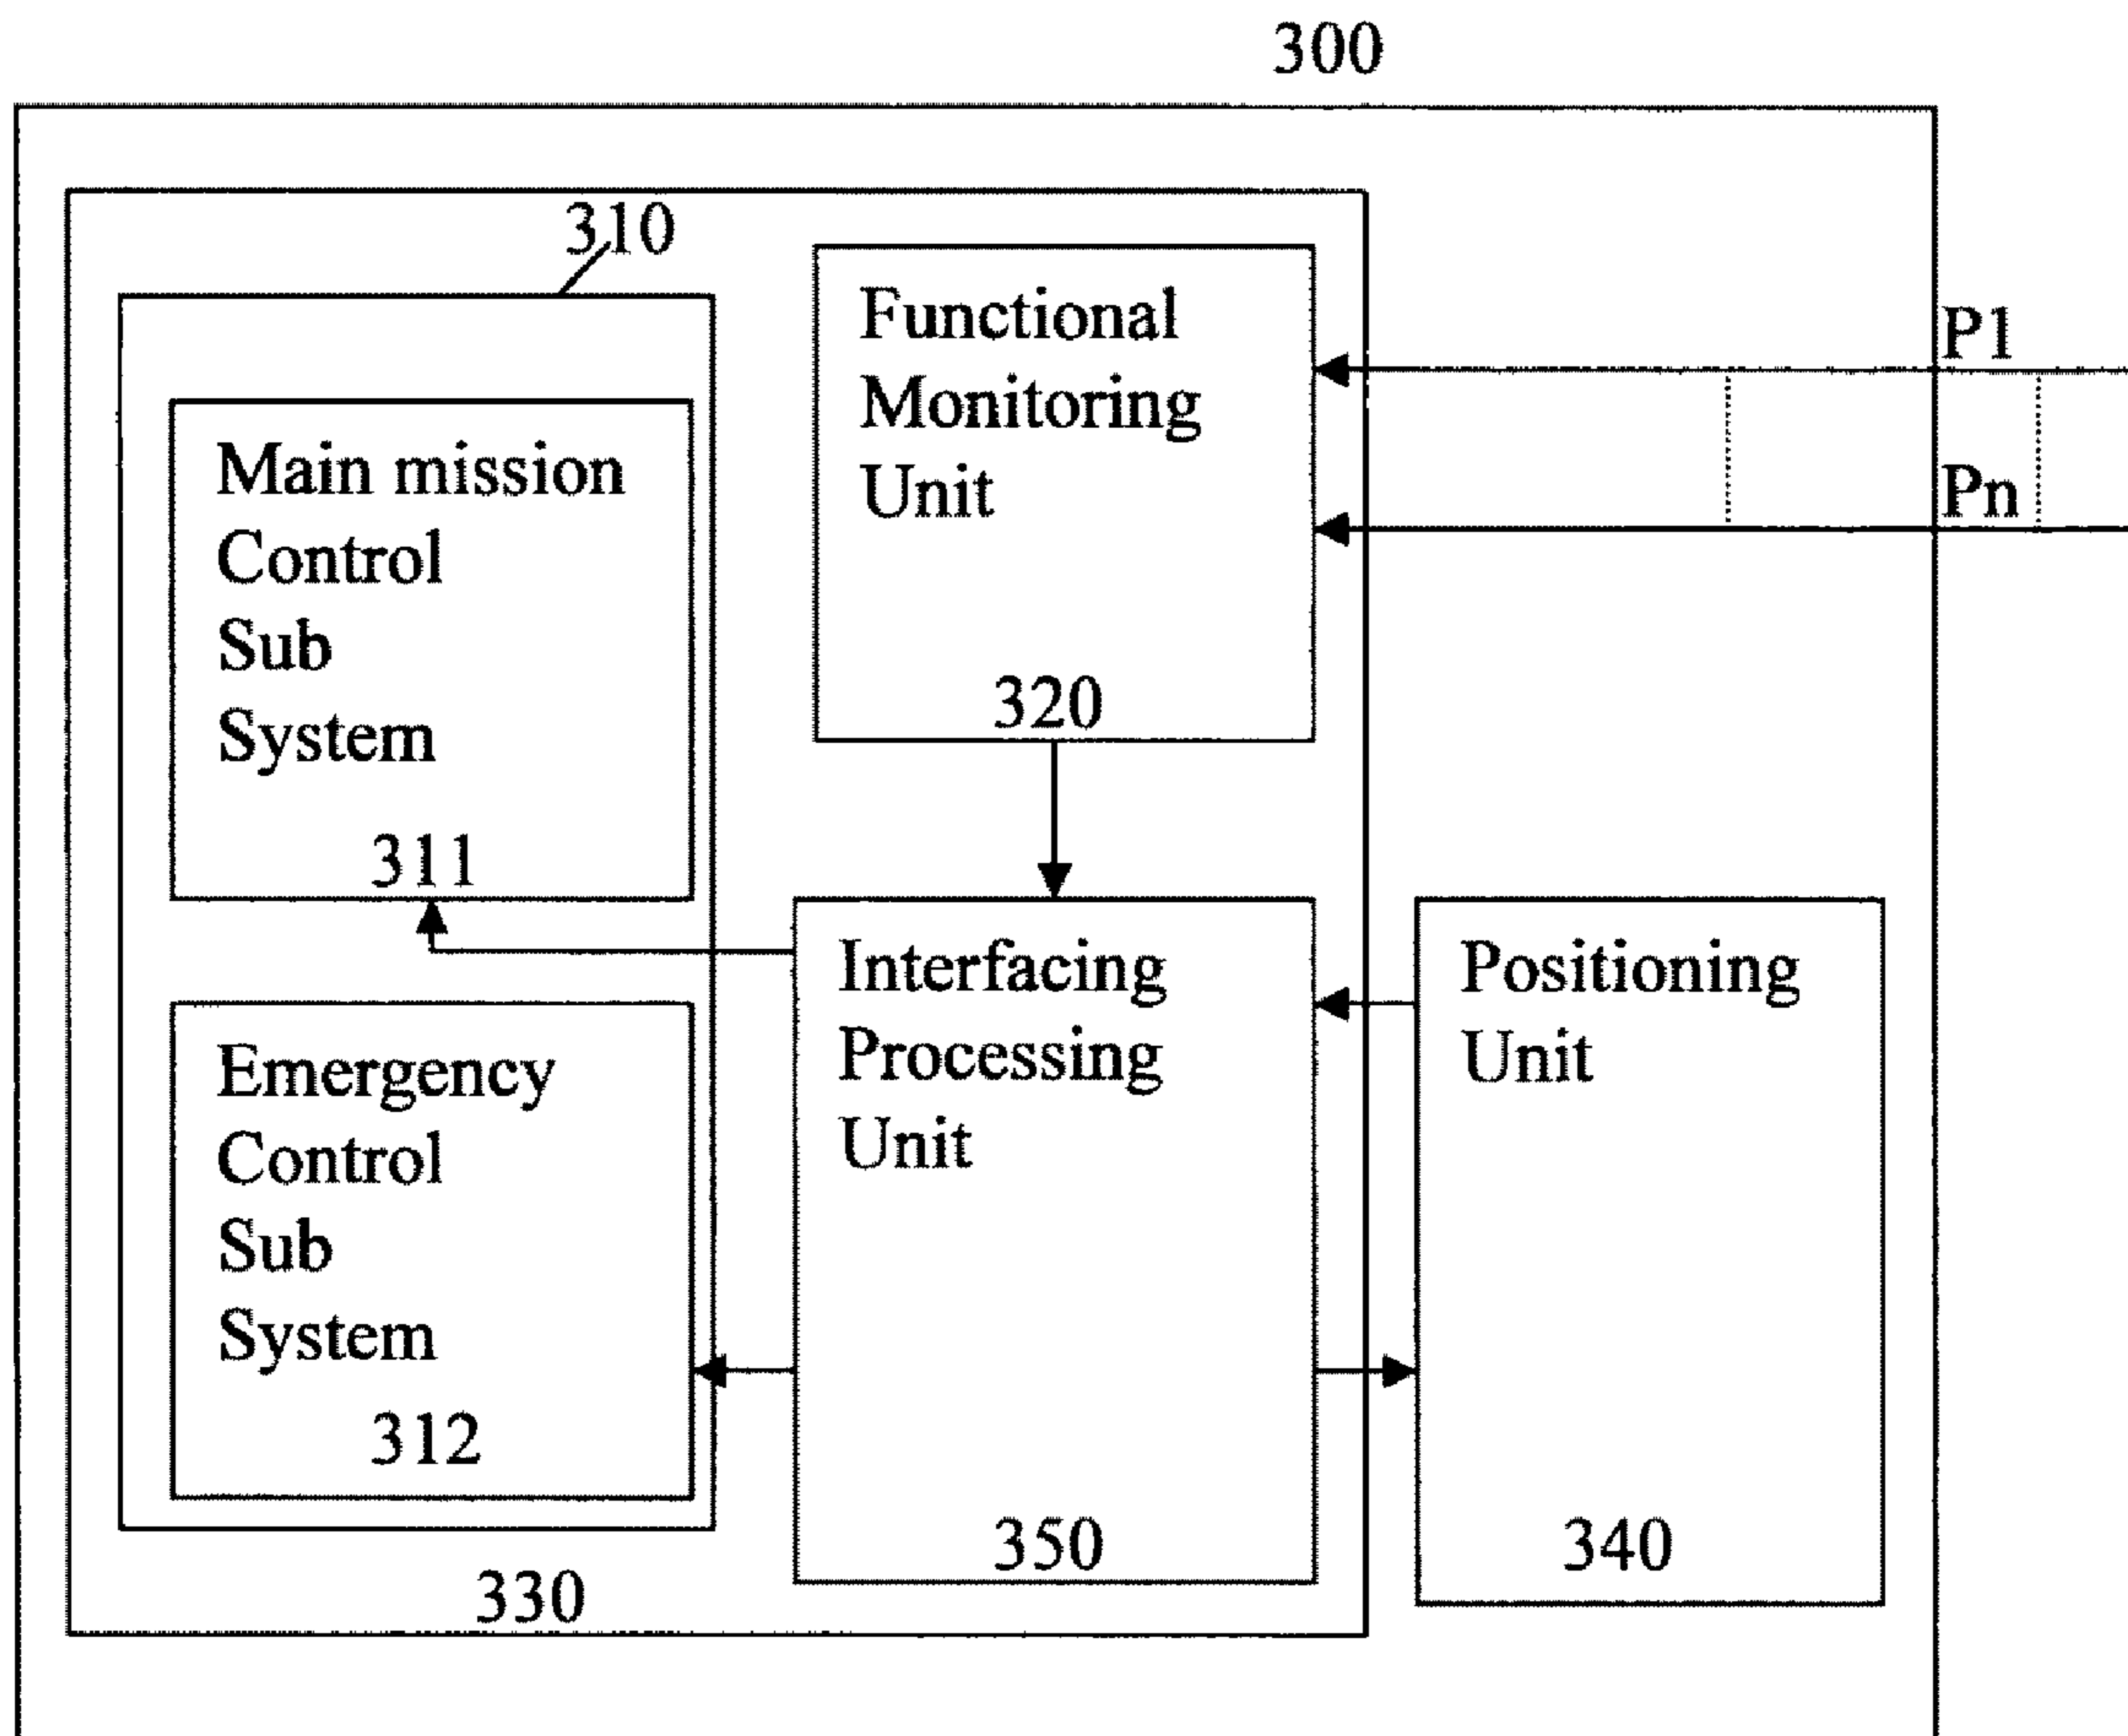 300
310
Functional
Monitoring
Unit
320
P1
Pn
Main mission
Control
Sub
System
311
Interfacing
Processing
Unit
350
Positioning
Unit
340
Emergency
Control
Sub
System
312
330